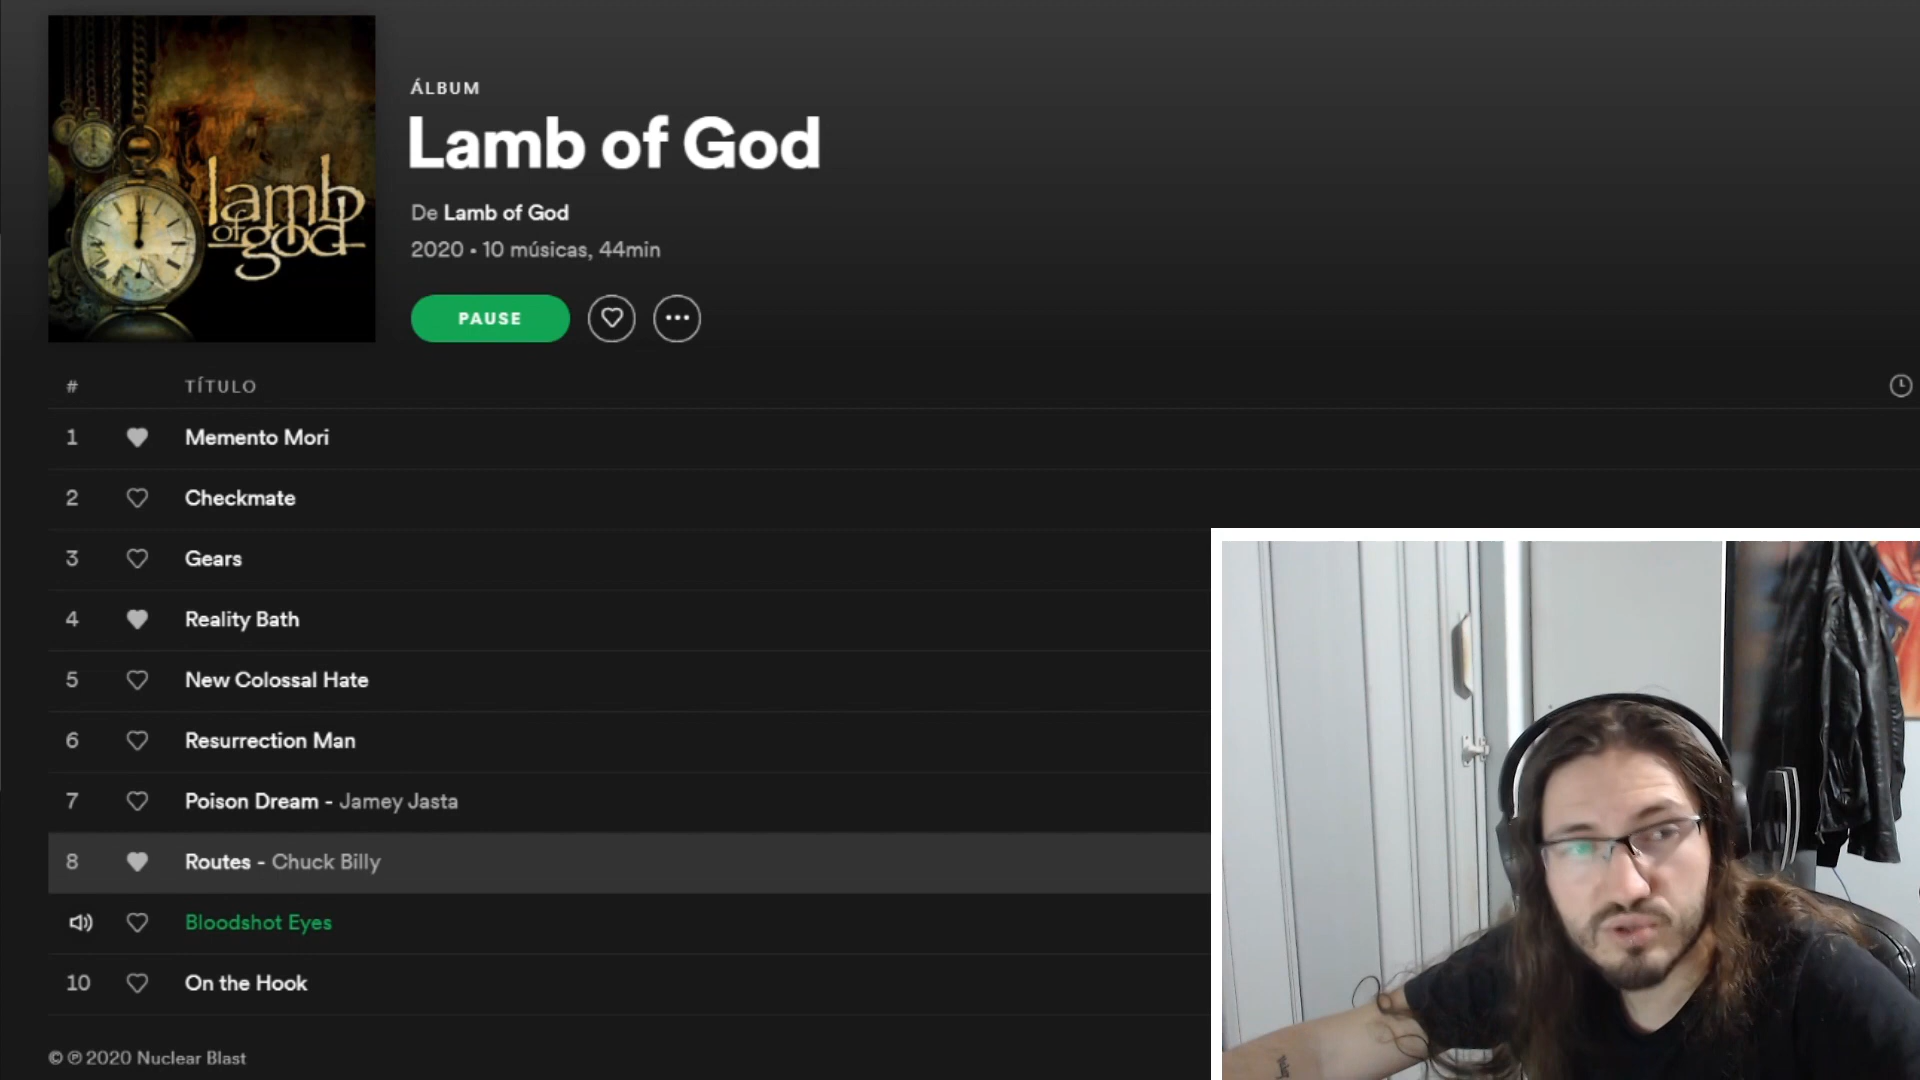 lamb
of god
ÁLBUM
Lamb of God
De Lamb of God
2020 • 10 músicas, 44min
PAUSE
# TÍTULO
1 Memento Mori
2 Checkmate
3 Gears
4 Reality Bath
5 New Colossal Hate
6 Resurrection Man
7 Poison Dream - Jamey Jasta
8 Routes - Chuck Billy
Bloodshot Eyes
10 On the Hook
© ℗ 2020 Nuclear Blast